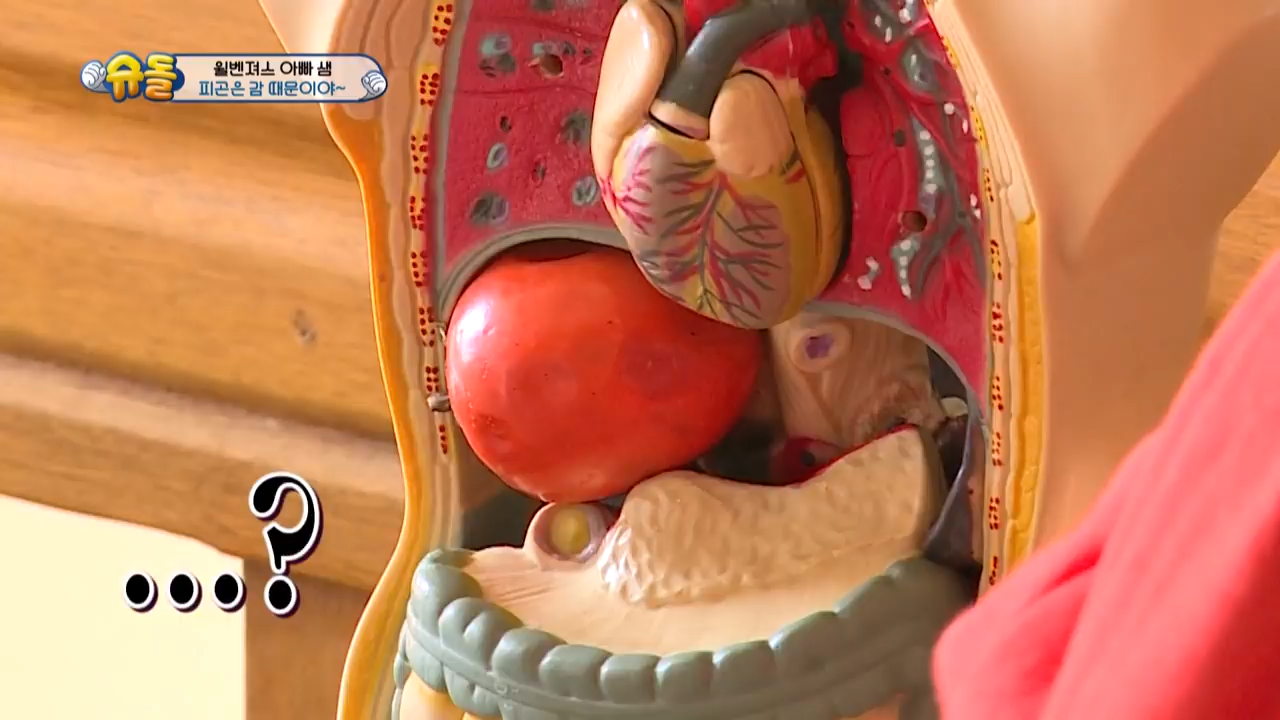 슈돌
윌벤져스 아빠 샘
피곤은 감 때문이야~
...?